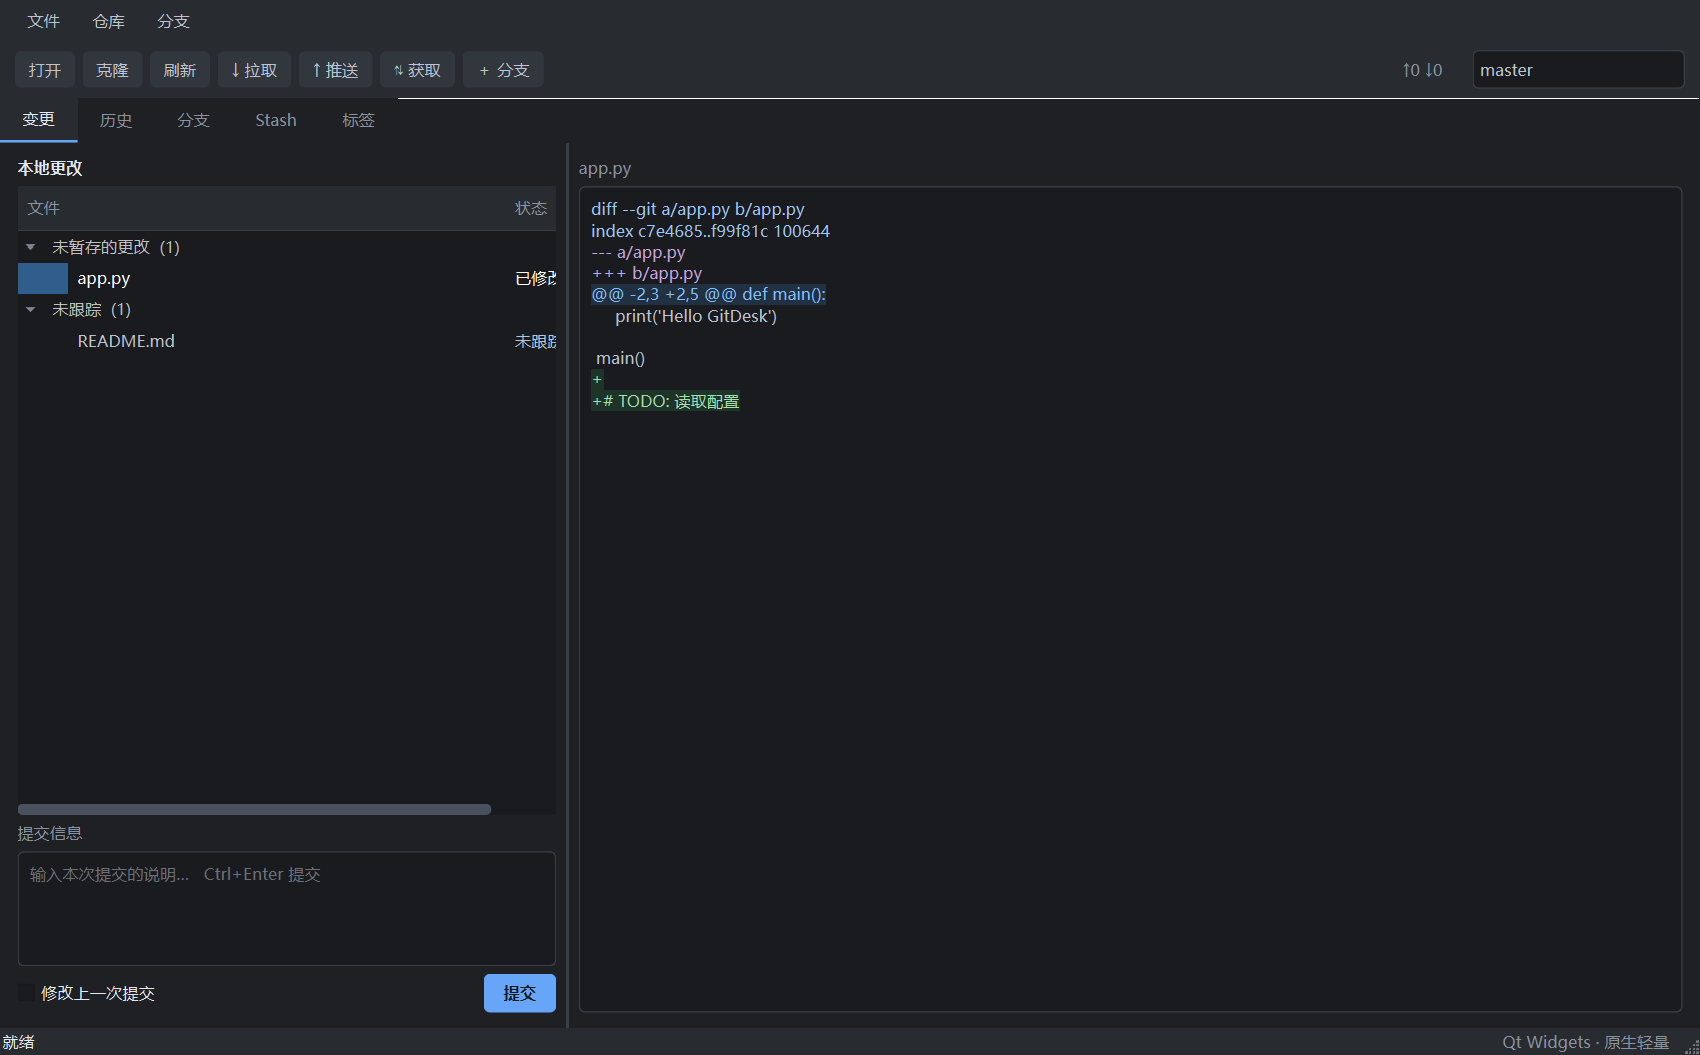 文件 仓库 分支
打开 克隆 刷新 ↓拉取 ↑推送 ⇅获取 + 分支 ↑0 ↓0 master
变更 历史 分支 Stash 标签
本地更改
文件 状态
未暂存的更改 (1)
app.py 已修改
未跟踪 (1)
README.md 未跟踪
提交信息
输入本次提交的说明... Ctrl+Enter 提交
修改上一次提交 提交
app.py
diff --git a/app.py b/app.py
index c7e4685..f99f81c 100644
--- a/app.py
+++ b/app.py
@@ -2,3 +2,5 @@ def main():
print('Hello GitDesk')
main()
+
+# TODO: 读取配置
就绪 Qt Widgets · 原生轻量